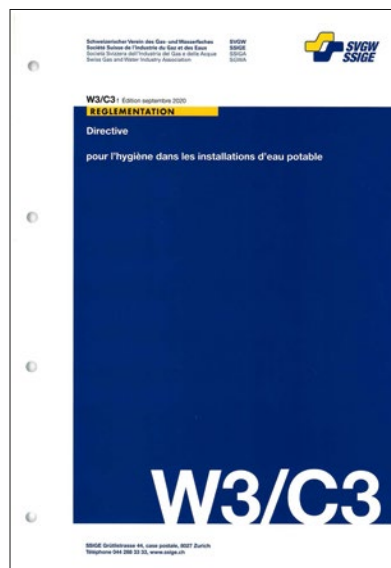 Schweizerischer Verein des Gas- und Wasserfaches SVGW
Société Suisse de l'Industrie du Gaz et des Eaux SSIGE
Società Svizzera dell'Industria del Gas e delle Acque SSIGA
Swiss Gas and Water Industry Association SGWA
SVGW
SSIGE
W3/C3 f Édition septembre 2020
REGLEMENTATION
Directive
pour l'hygiène dans les installations d'eau potable
W3/C3
SSIGE Grütlistrasse 44, case postale, 8027 Zurich
Téléphone 044 288 33 33, www.ssige.ch